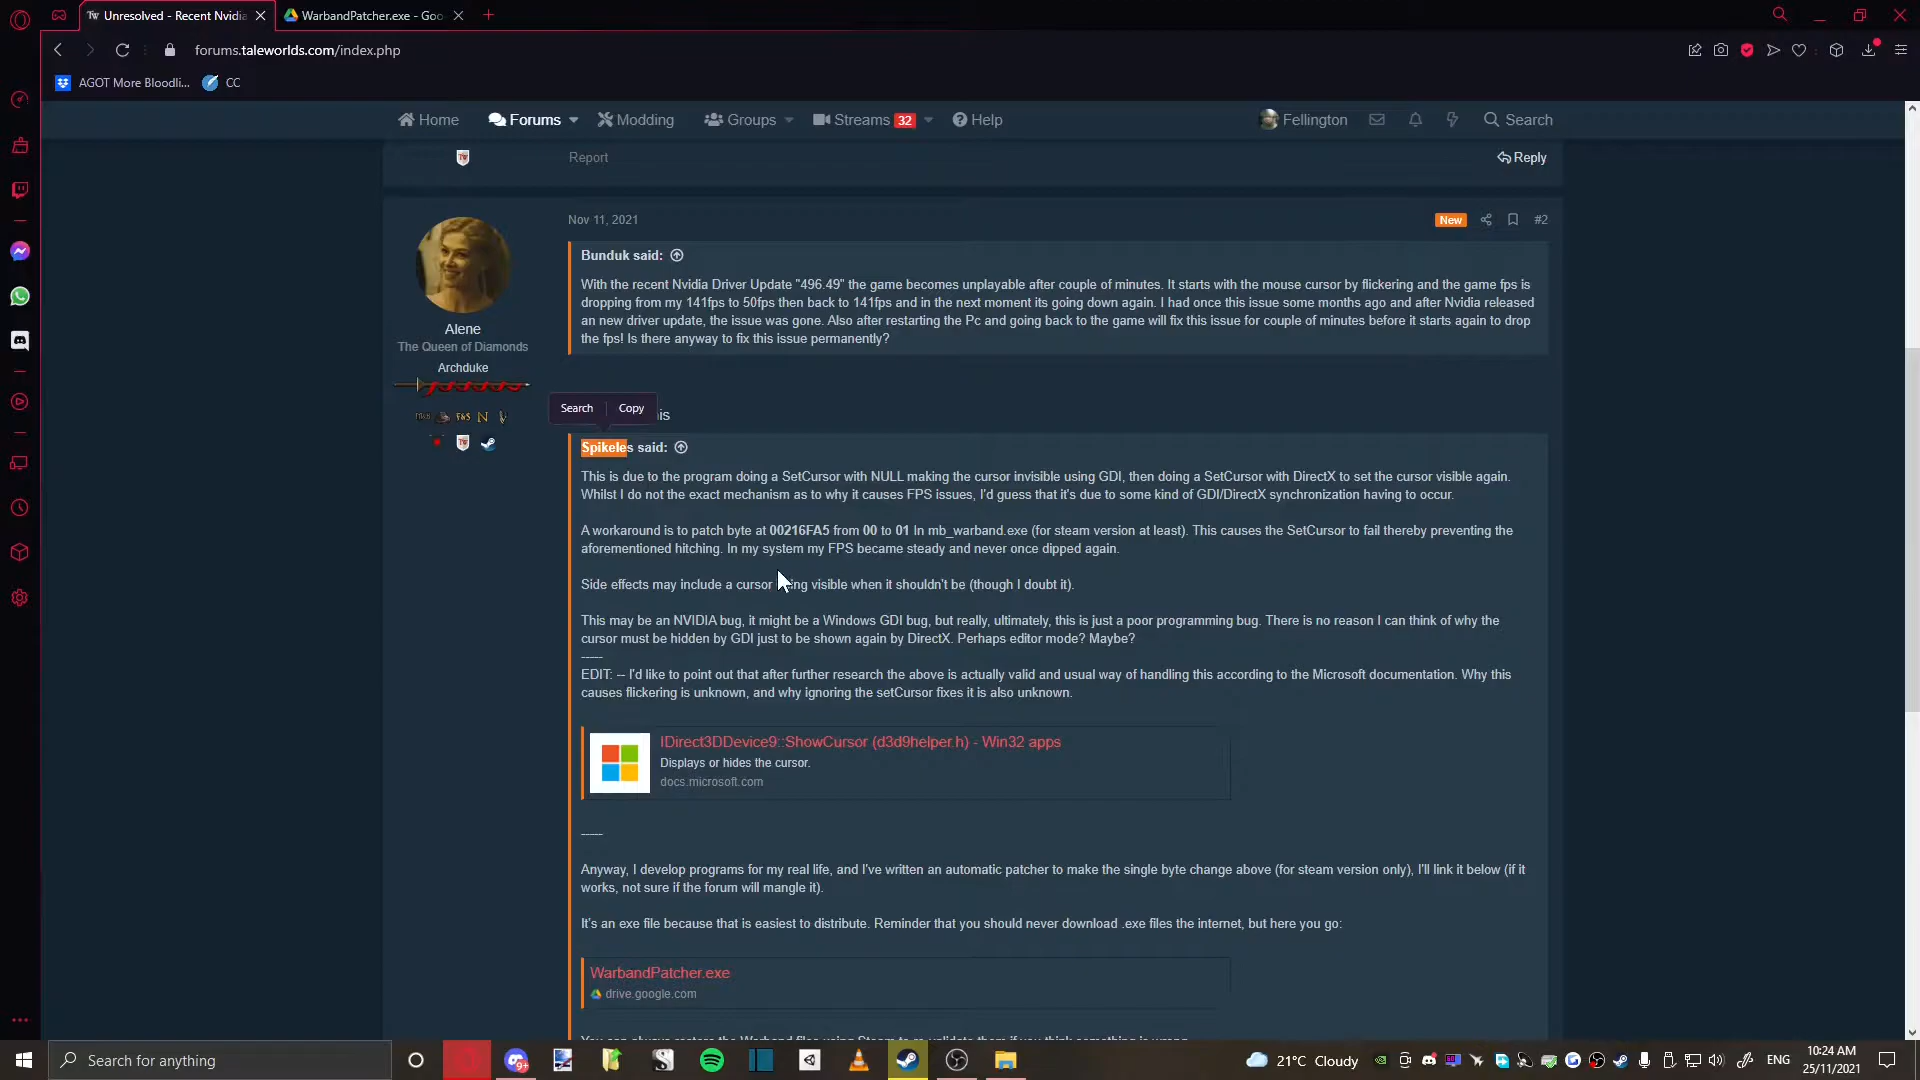 Unresolved - Recent Nvidia
WarbandPatcher.exe - Goo
forums.taleworlds.com/index.php
AGOT More Bloodli...
CC
Home
Forums
Modding
Groups
Streams 32
Help
Fellington
Search
Report
Reply
Nov 11, 2021
New
#2
Alene
The Queen of Diamonds
Archduke
Bunduk said:
With the recent Nvidia Driver Update "496.49" the game becomes unplayable after couple of minutes. It starts with the mouse cursor by flickering and the game fps is
dropping from my 141fps to 50fps then back to 141fps and in the next moment its going down again. I had once this issue some months ago and after Nvidia released
an new driver update, the issue was gone. Also after restarting the Pc and going back to the game will fix this issue for couple of minutes before it starts again to drop
the fps! Is there anyway to fix this issue permanently?
Search
Copy
is
Spikeles said:
This is due to the program doing a SetCursor with NULL making the cursor invisible using GDI, then doing a SetCursor with DirectX to set the cursor visible again.
Whilst I do not the exact mechanism as to why it causes FPS issues, I'd guess that it's due to some kind of GDI/DirectX synchronization having to occur.
A workaround is to patch byte at 00216FA5 from 00 to 01 In mb_warband.exe (for steam version at least). This causes the SetCursor to fail thereby preventing the
aforementioned hitching. In my system my FPS became steady and never once dipped again.
Side effects may include a cursor ing visible when it shouldn't be (though I doubt it).
This may be an NVIDIA bug, it might be a Windows GDI bug, but really, ultimately, this is just a poor programming bug. There is no reason I can think of why the
cursor must be hidden by GDI just to be shown again by DirectX. Perhaps editor mode? Maybe?
-----
EDIT: -- I'd like to point out that after further research the above is actually valid and usual way of handling this according to the Microsoft documentation. Why this
causes flickering is unknown, and why ignoring the setCursor fixes it is also unknown.
IDirect3DDevice9::ShowCursor (d3d9helper.h) - Win32 apps
Displays or hides the cursor.
docs.microsoft.com
-----
Anyway, I develop programs for my real life, and I've written an automatic patcher to make the single byte change above (for steam version only), I'll link it below (if it
works, not sure if the forum will mangle it).
It's an exe file because that is easiest to distribute. Reminder that you should never download .exe files the internet, but here you go:
WarbandPatcher.exe
drive.google.com
You can always restore the Warband files using Steam to re-validate them if you think something is wrong
Search for anything
9+
21°C Cloudy
ENG
10:24 AM
25/11/2021